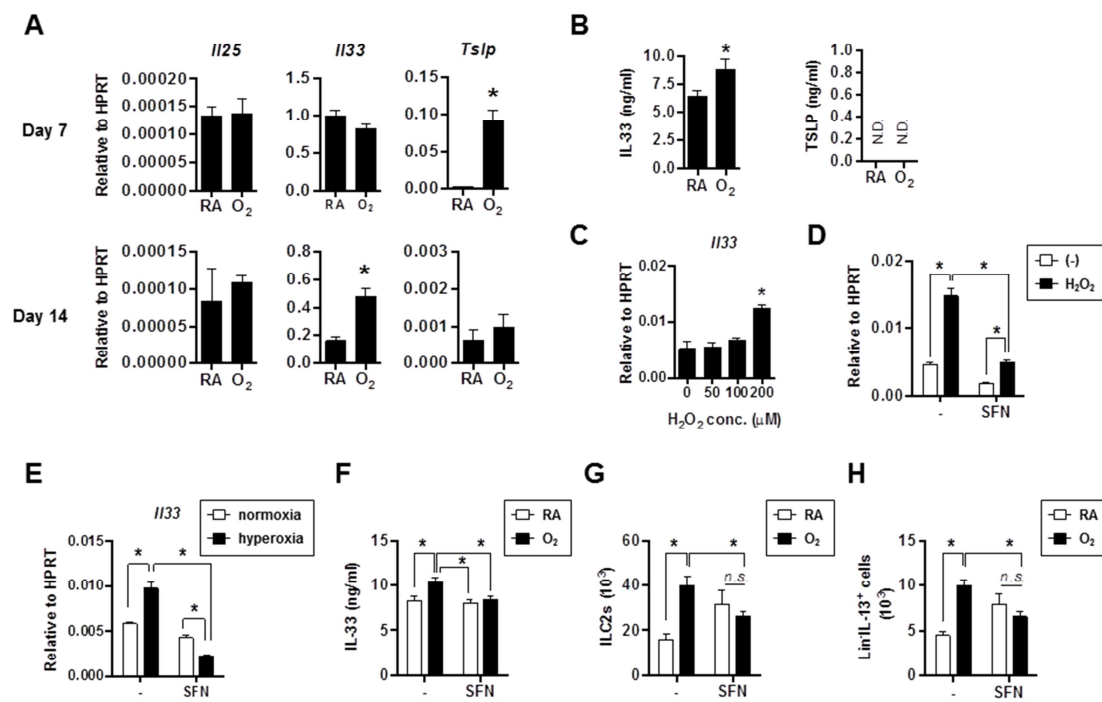 A
Il25
Il33
Tslp
Day 7
Relative to HPRT
0.00020
0.00015
0.00010
0.00005
0.00000
RA O₂
1.5
1.0
0.5
0.0
RA O₂
0.15
0.10
0.05
0.00
*
RA O₂
Day 14
Relative to HPRT
0.00015
0.00010
0.00005
0.00000
RA O₂
0.8
0.6
0.4
0.2
0.0
*
RA O₂
0.003
0.002
0.001
0.000
RA O₂
B
IL-33 (ng/ml)
10.0
7.5
5.0
2.5
0.0
*
RA O₂
TSLP (ng/ml)
1.0
0.8
0.6
0.4
0.2
0.0
N.D. N.D.
RA O₂
C
Il33
Relative to HPRT
0.02
0.01
0.00
*
0 50 100 200
H₂O₂ conc. (μM)
D
(-)
H₂O₂
Relative to HPRT
0.02
0.01
0.00
* * *
- SFN
E
Il33
normoxia
hyperoxia
Relative to HPRT
0.015
0.010
0.005
0.000
* * *
- SFN
F
RA
O₂
IL-33 (ng/ml)
15
10
5
0
* * *
- SFN
G
RA
O₂
ILC2s (10⁻³)
60
40
20
0
* *
n.s.
- SFN
H
RA
O₂
Lin⁻IL-13⁺ cells
(10⁻³)
15
10
5
0
* *
n.s.
- SFN